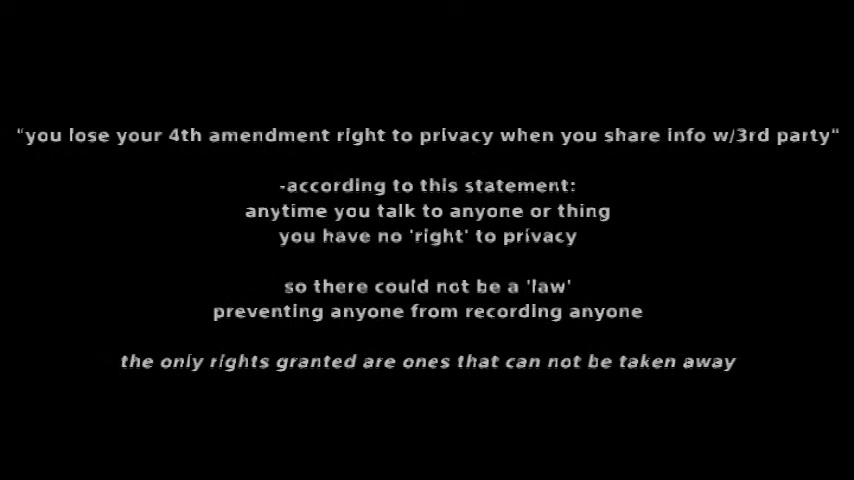 "you lose your 4th amendment right to privacy when you share info w/3rd party"
-according to this statement:
anytime you talk to anyone or thing
you have no 'right' to privacy
so there could not be a 'law'
preventing anyone from recording anyone
the only rights granted are ones that can not be taken away